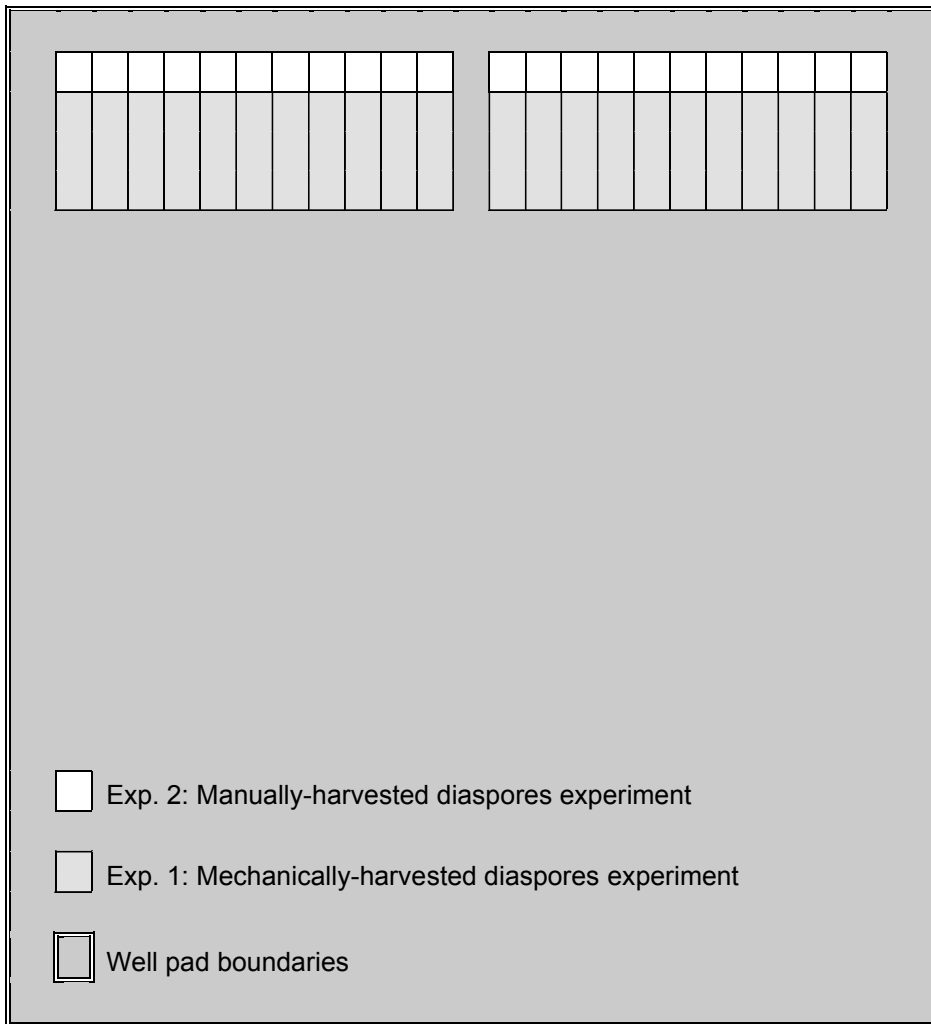 Exp. 2: Manually-harvested diaspores experiment
Exp. 1: Mechanically-harvested diaspores experiment
Well pad boundaries